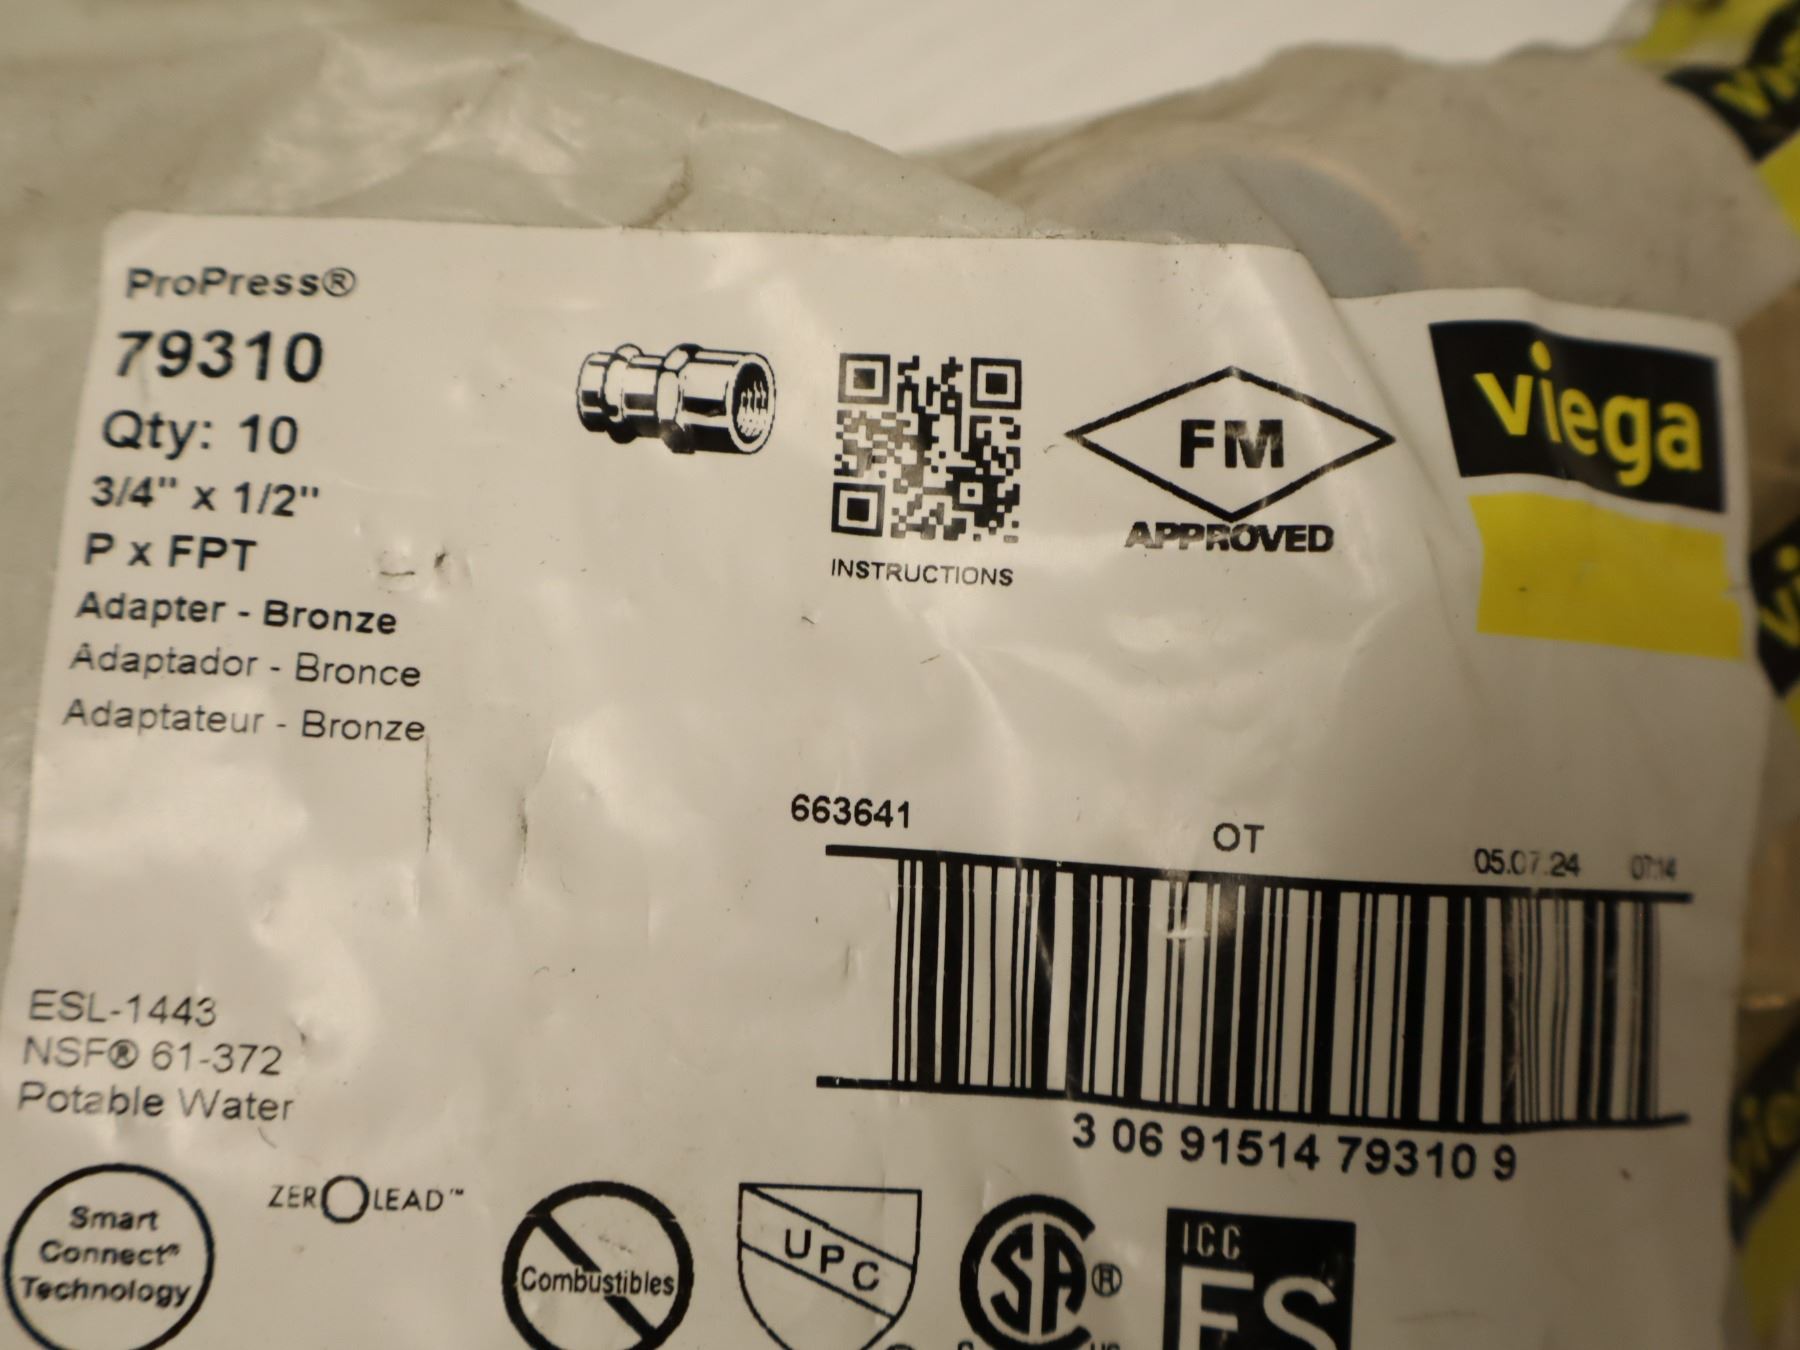 ProPress®
79310
Qty: 10
3/4" x 1/2"
P x FPT
Adapter - Bronze
Adaptador - Bronce
Adaptateur - Bronze
INSTRUCTIONS
FM
APPROVED
viega
663641
OT
05.07.24 07:14
3 06 91514 79310 9
ESL-1443
NSF® 61-372
Potable Water
Smart
Connect®
Technology
ZERO LEAD™
Combustibles
UPC
SA®
ICC
ES